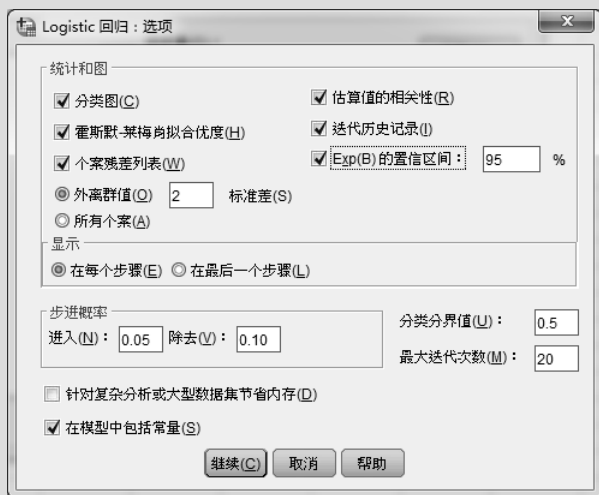 Logistic 回归：选项
统计和图
分类图(C)
估算值的相关性(R)
霍斯默-莱梅肖拟合优度(H)
迭代历史记录(I)
个案残差列表(W)
Exp(B) 的置信区间： 95 %
外离群值(O) 2 标准差(S)
所有个案(A)
显示
在每个步骤(E) 在最后一个步骤(L)
步进概率
进入(N)： 0.05 除去(V)： 0.10
分类分界值(U)： 0.5
最大迭代次数(M)： 20
针对复杂分析或大型数据集节省内存(D)
在模型中包括常量(S)
继续(C) 取消 帮助